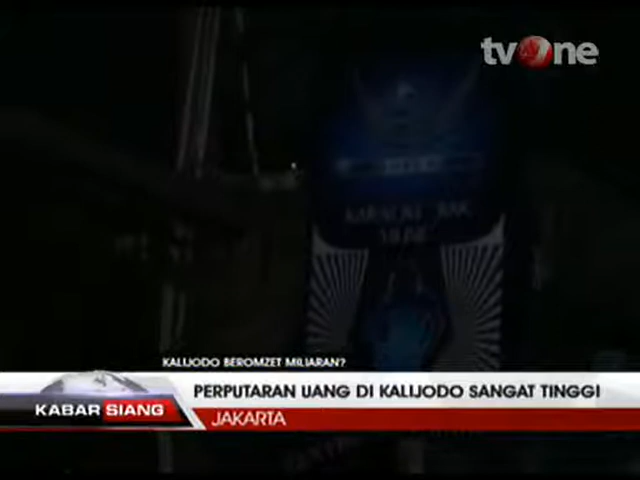 tvOne
KALIJODO BEROMZET MILIARAN?
PERPUTARAN UANG DI KALIJODO SANGAT TINGGI
KABAR SIANG
JAKARTA